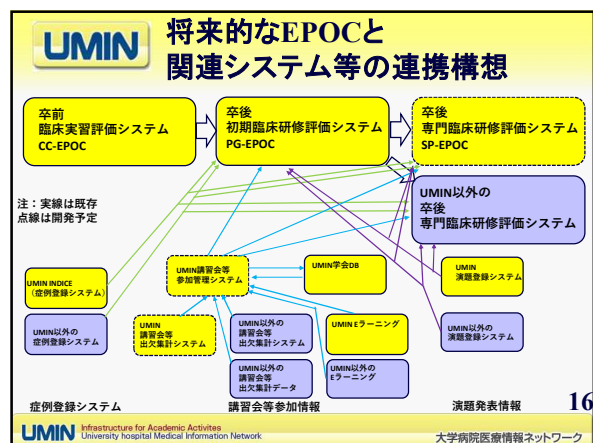 UMIN
将来的なEPOCと
関連システム等の連携構想
卒前
臨床実習評価システム
CC-EPOC
卒後
初期臨床研修評価システム
PG-EPOC
卒後
専門臨床研修評価システム
SP-EPOC
注：実線は既存
点線は開発予定
UMIN以外の
卒後
専門臨床研修評価システム
UMIN INDICE
（症例登録システム）
UMIN以外の
症例登録システム
UMIN講習会等
参加管理システム
UMIN学会DB
UMIN
演題登録システム
UMIN
講習会等
出欠集計システム
UMIN以外の
講習会等
出欠集計システム
UMIN Eラーニング
UMIN以外の
演題登録システム
UMIN以外の
講習会等
出欠集計データ
UMIN以外の
Eラーニング
症例登録システム
講習会等参加情報
演題発表情報
16
UMIN
Infrastructure for Academic Activites
University hospital Medical Information Network
大学病院医療情報ネットワーク